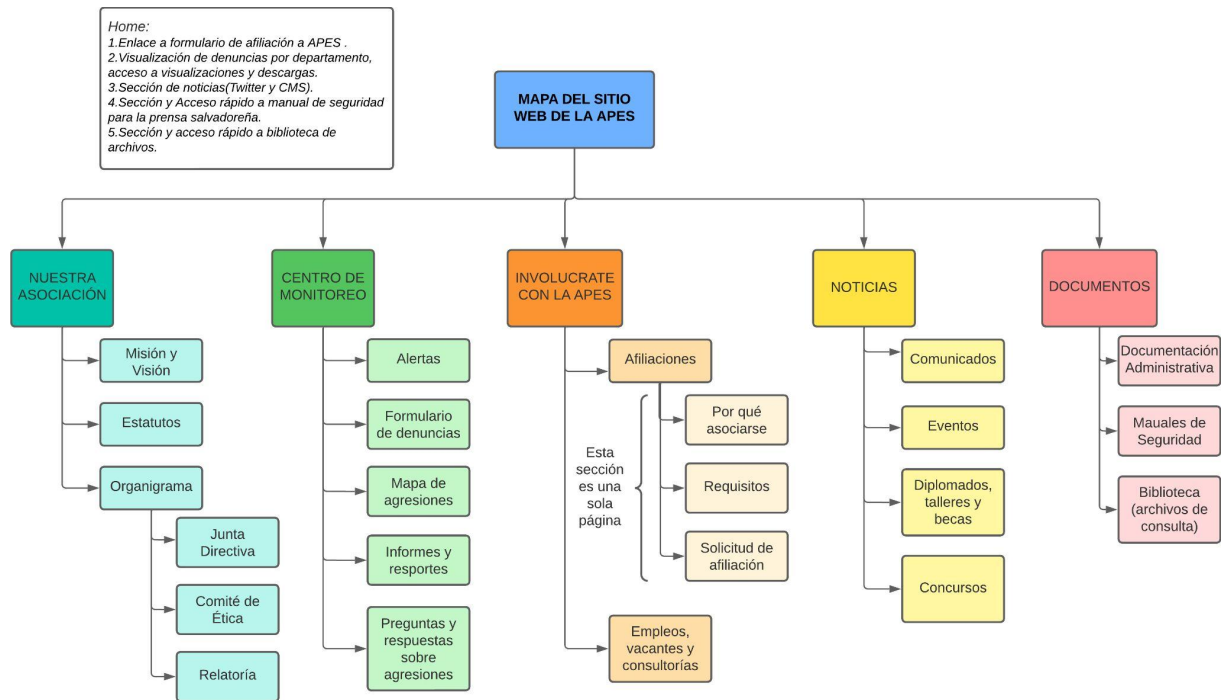 Home:
1.Enlace a formulario de afiliación a APES .
2.Visualización de denuncias por departamento,
acceso a visualizaciones y descargas.
3.Sección de noticias(Twitter y CMS).
4.Sección y Acceso rápido a manual de seguridad
para la prensa salvadoreña.
5.Sección y acceso rápido a biblioteca de
archivos.
MAPA DEL SITIO
WEB DE LA APES
NUESTRA
ASOCIACIÓN
Misión y
Visión
Estatutos
Organigrama
Junta
Directiva
Comité de
Ética
Relatoría
CENTRO DE
MONITOREO
Alertas
Formulario
de denuncias
Mapa de
agresiones
Informes y
resportes
Preguntas y
respuestas
sobre
agresiones
INVOLUCRATE
CON LA APES
Afiliaciones
Esta
sección
es una
sola
página
Por qué
asociarse
Requisitos
Solicitud de
afiliación
Empleos,
vacantes y
consultorías
NOTICIAS
Comunicados
Eventos
Diplomados,
talleres y
becas
Concursos
DOCUMENTOS
Documentación
Administrativa
Mauales de
Seguridad
Biblioteca
(archivos de
consulta)